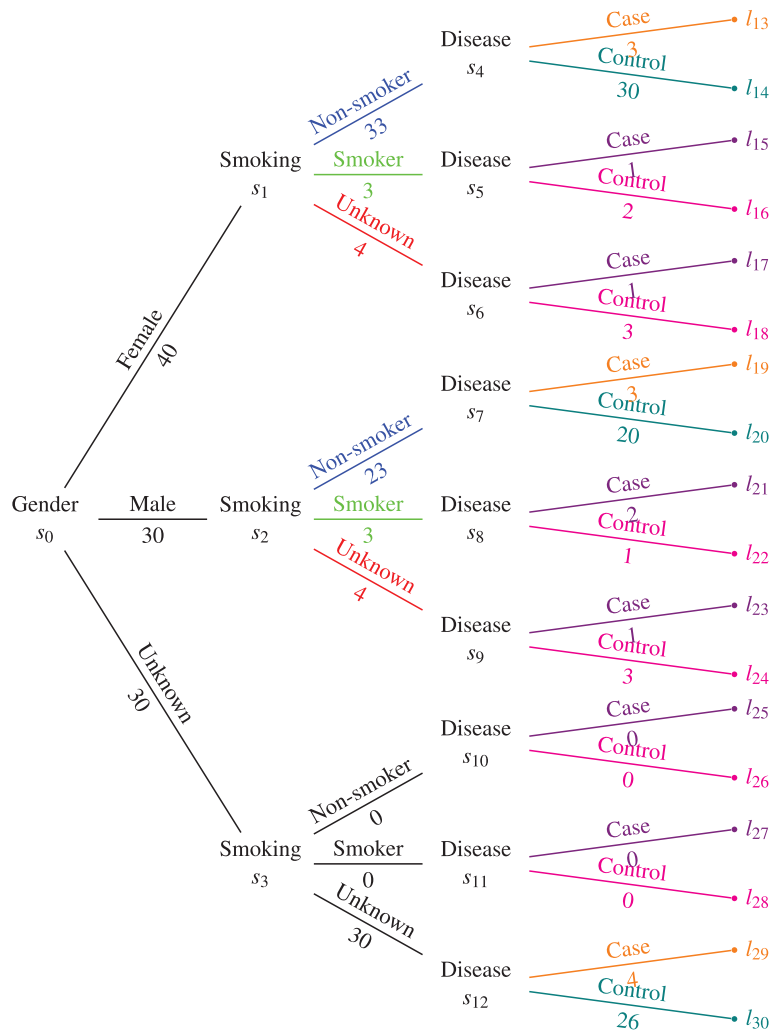 Disease
s4
Case
3
Control
30
l13
l14
Non-smoker
33
Smoking
s1
Smoker
3
Disease
s5
Case
1
Control
2
l15
l16
Unknown
4
Disease
s6
Case
1
Control
3
l17
l18
Female
40
Disease
s7
Case
3
Control
20
l19
l20
Non-smoker
23
Gender
s0
Male
30
Smoking
s2
Smoker
3
Disease
s8
Case
2
Control
1
l21
l22
Unknown
4
Disease
s9
Case
1
Control
3
l23
l24
Unknown
30
Disease
s10
Case
0
Control
0
l25
l26
Non-smoker
0
Smoking
s3
Smoker
0
Disease
s11
Case
0
Control
0
l27
l28
Unknown
30
Disease
s12
Case
4
Control
26
l29
l30